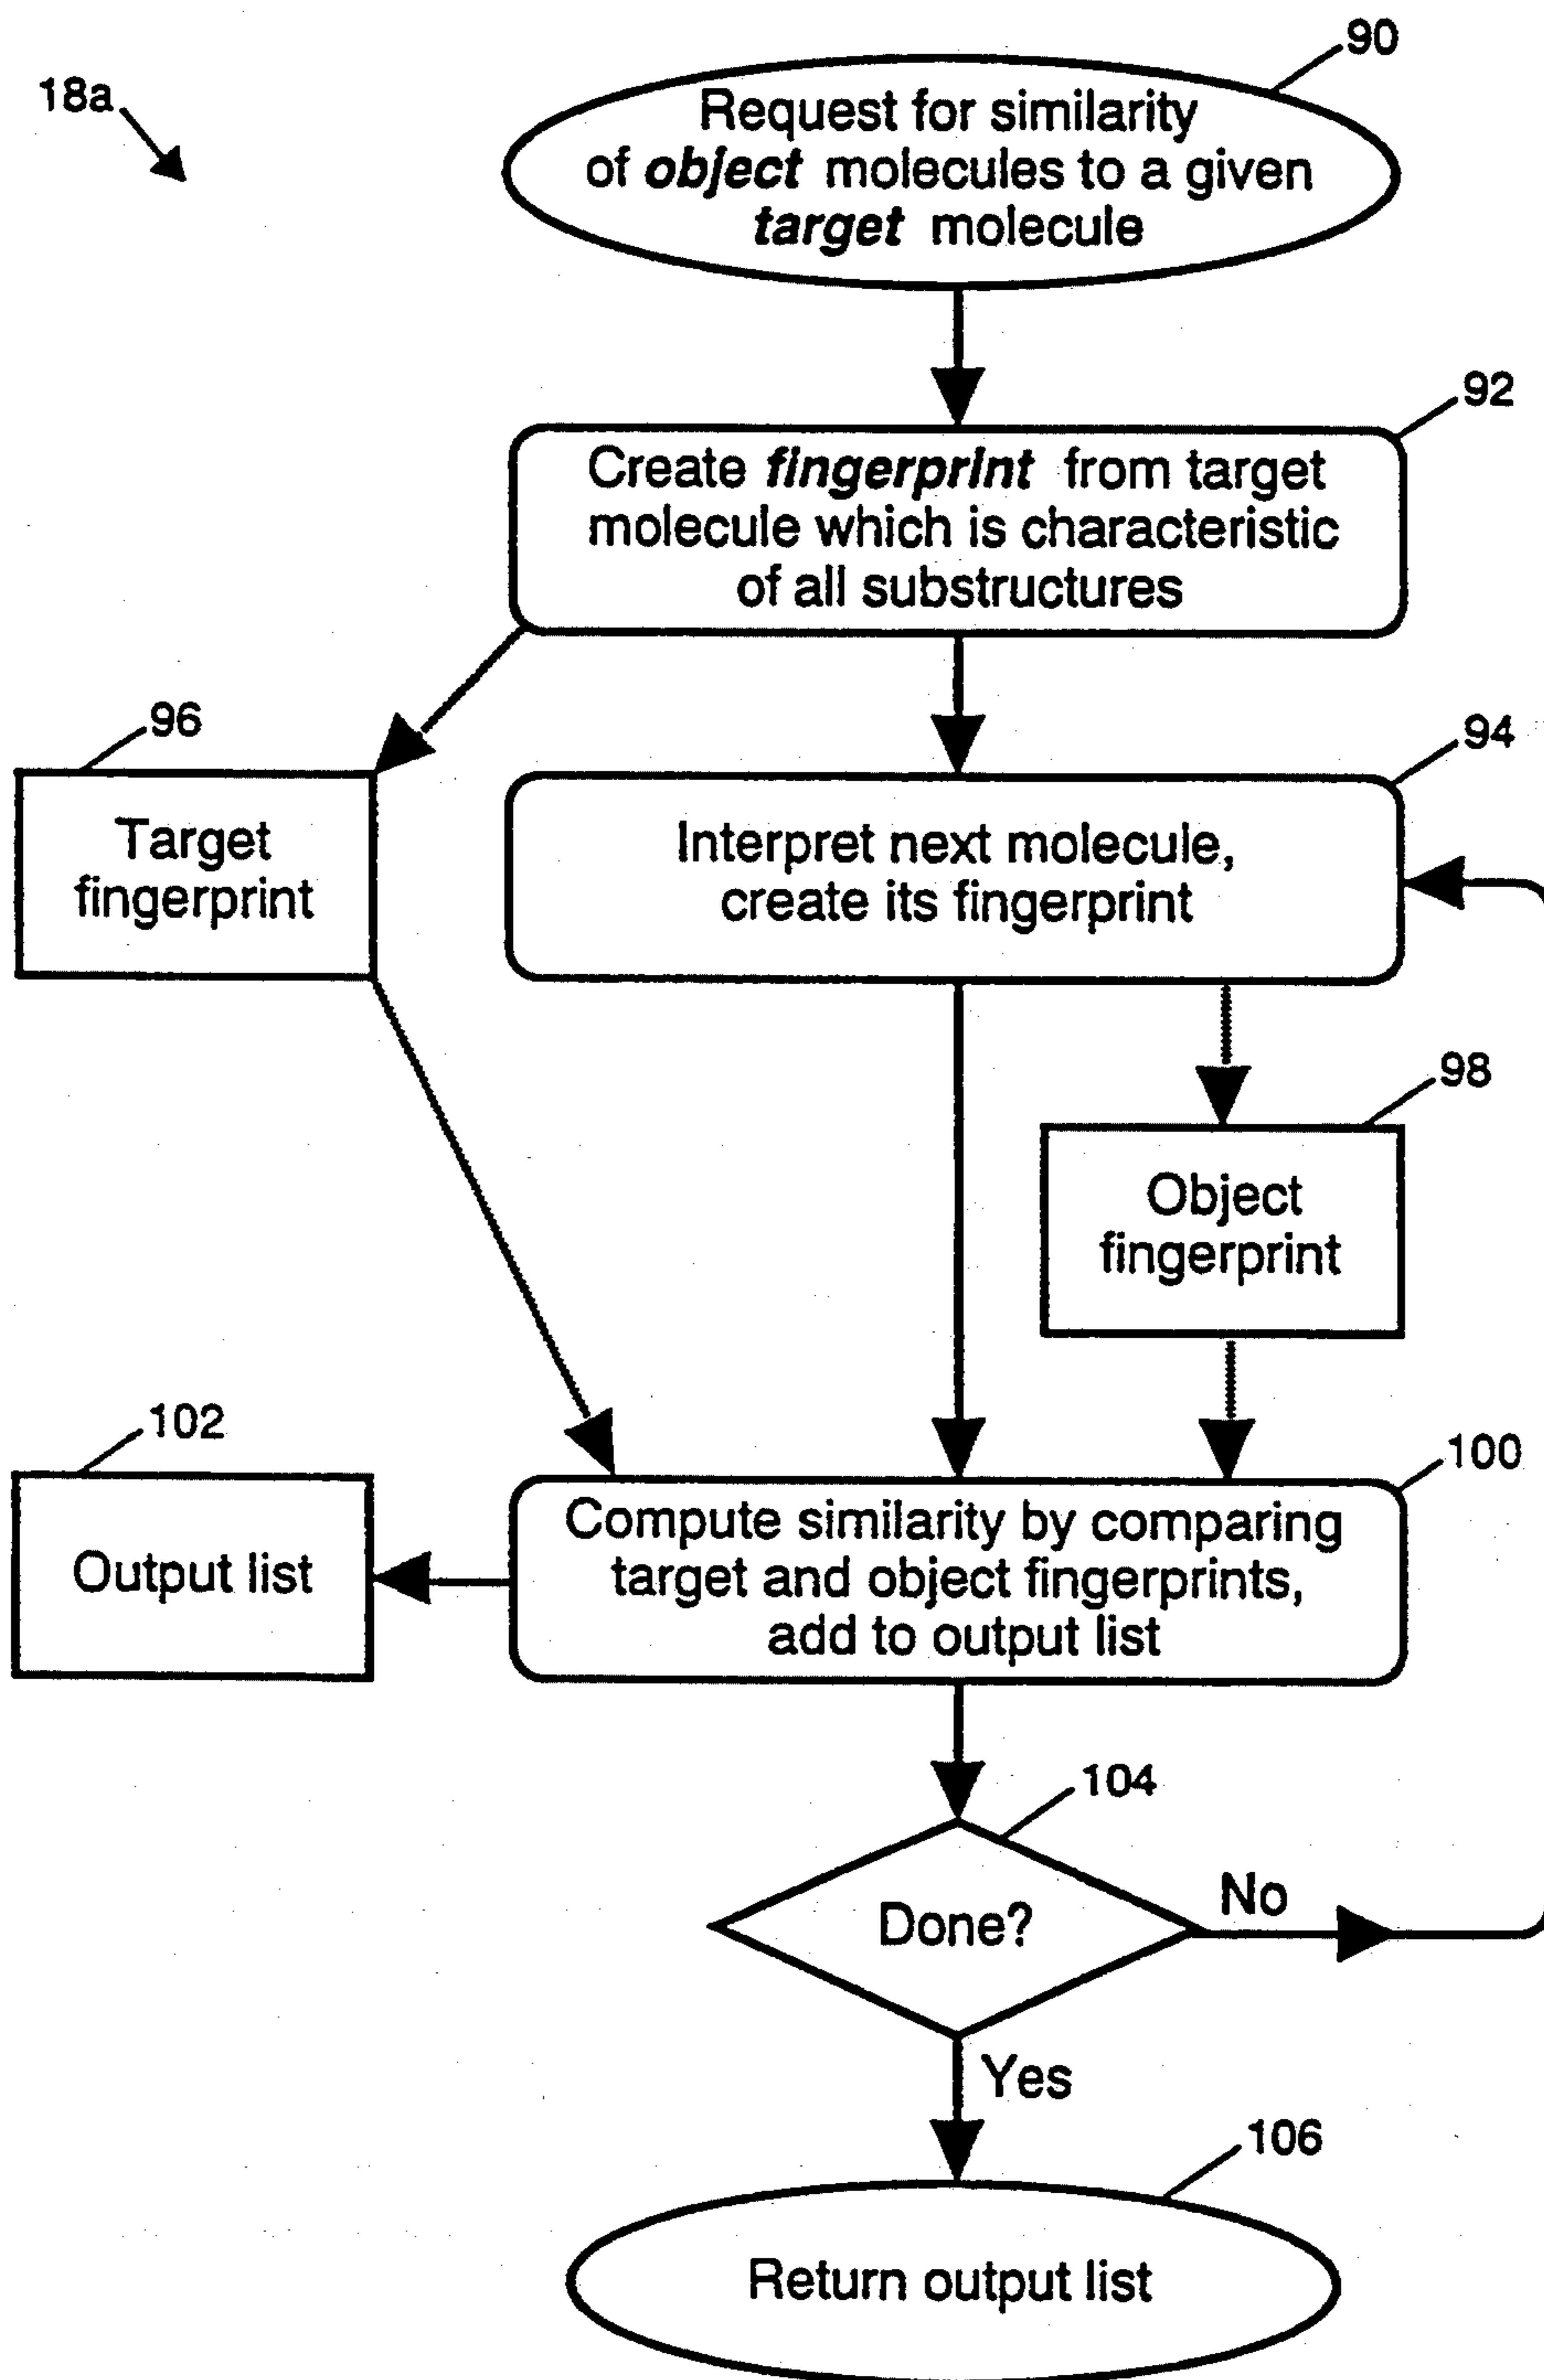 90
18a
Request for similarity
of object molecules to a given
target molecule
92
Create fingerprint from target
molecule which is characteristic
of all substructures
96
94
Target
fingerprint
Interpret next molecule,
create its fingerprint
98
Object
fingerprint
102
100
Output list
Compute similarity by comparing
target and object fingerprints,
add to output list
104
Done?
No
Yes
106
Return output list